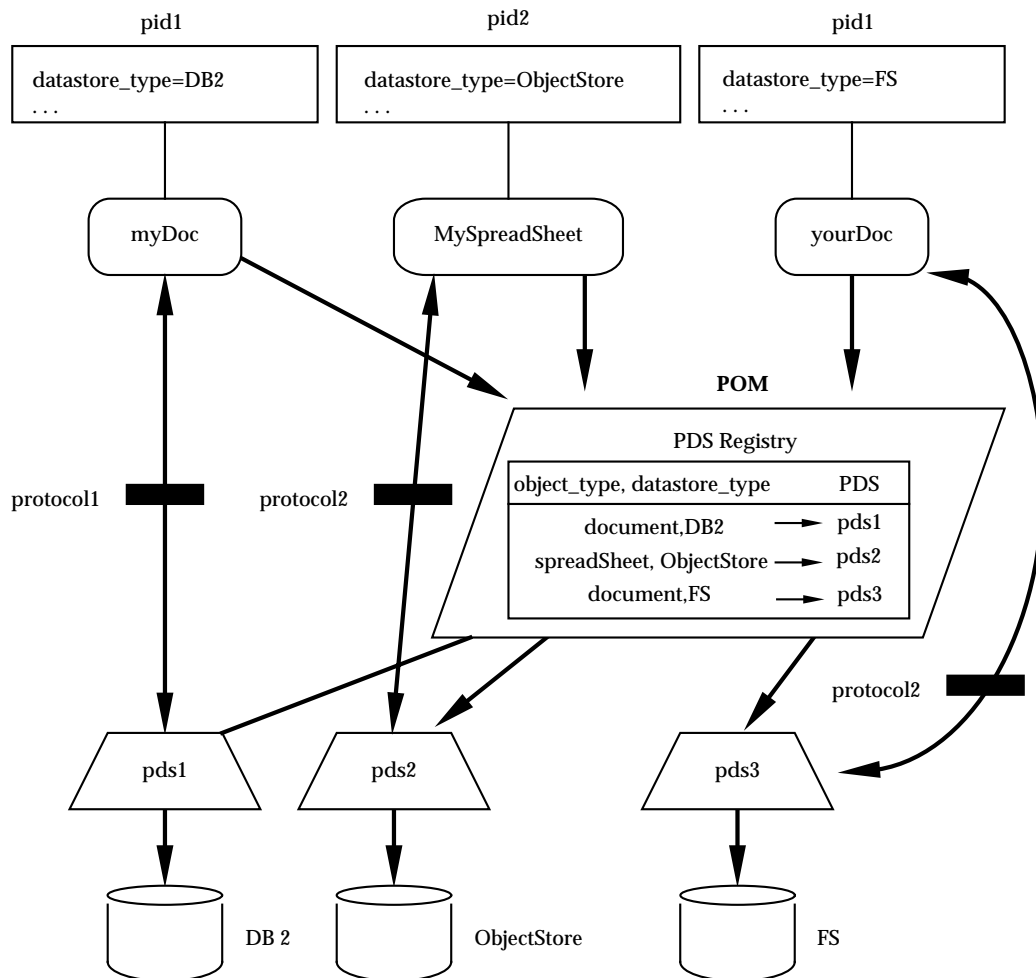 pid1
pid2
pid1
datastore_type=DB2
. . .
datastore_type=ObjectStore
. . .
datastore_type=FS
. . .
myDoc
MySpreadSheet
yourDoc
POM
PDS Registry
object_type, datastore_type PDS
document,DB2 pds1
spreadSheet, ObjectStore pds2
document,FS pds3
protocol1
protocol2
protocol2
pds1
pds2
pds3
DB 2
ObjectStore
FS